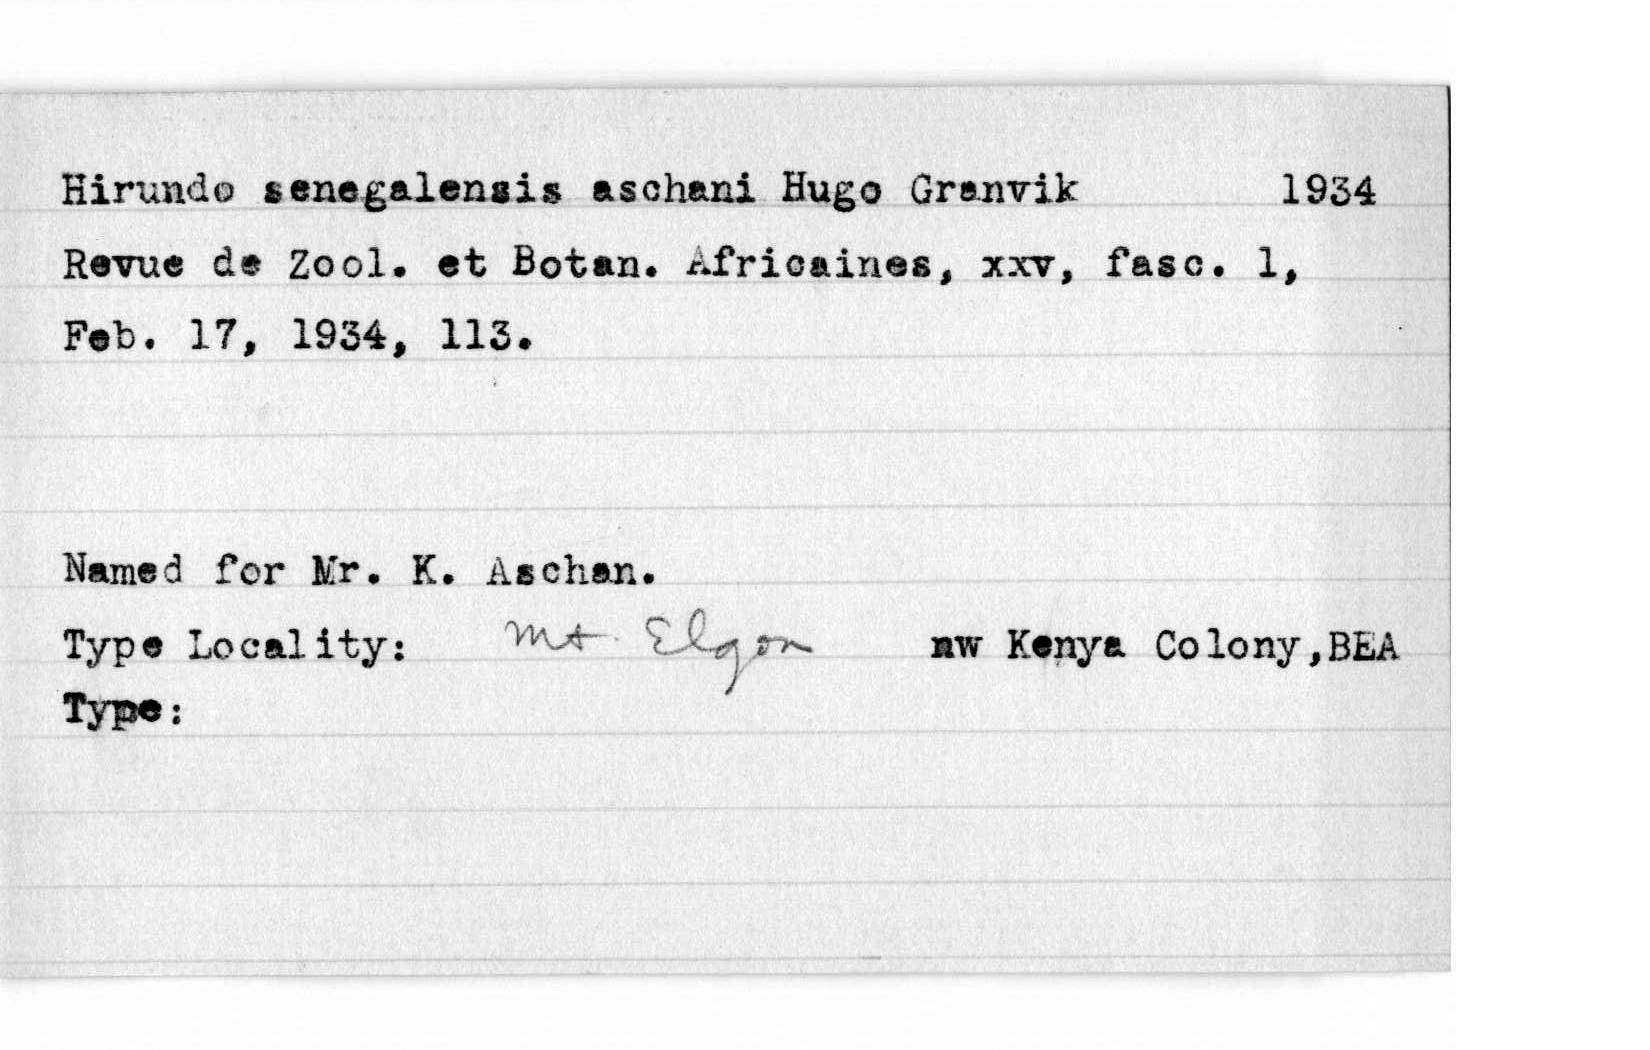 Hirundo senegalensis aschani Hugo Granvik 1934
Revue de Zool. et Botan. Africaines, xxv, fasc. 1,
Feb. 17, 1934, 113.
Named for Mr. K. Aschan.
Type Locality: Mt. Elgon nw Kenya Colony,BEA
Type: